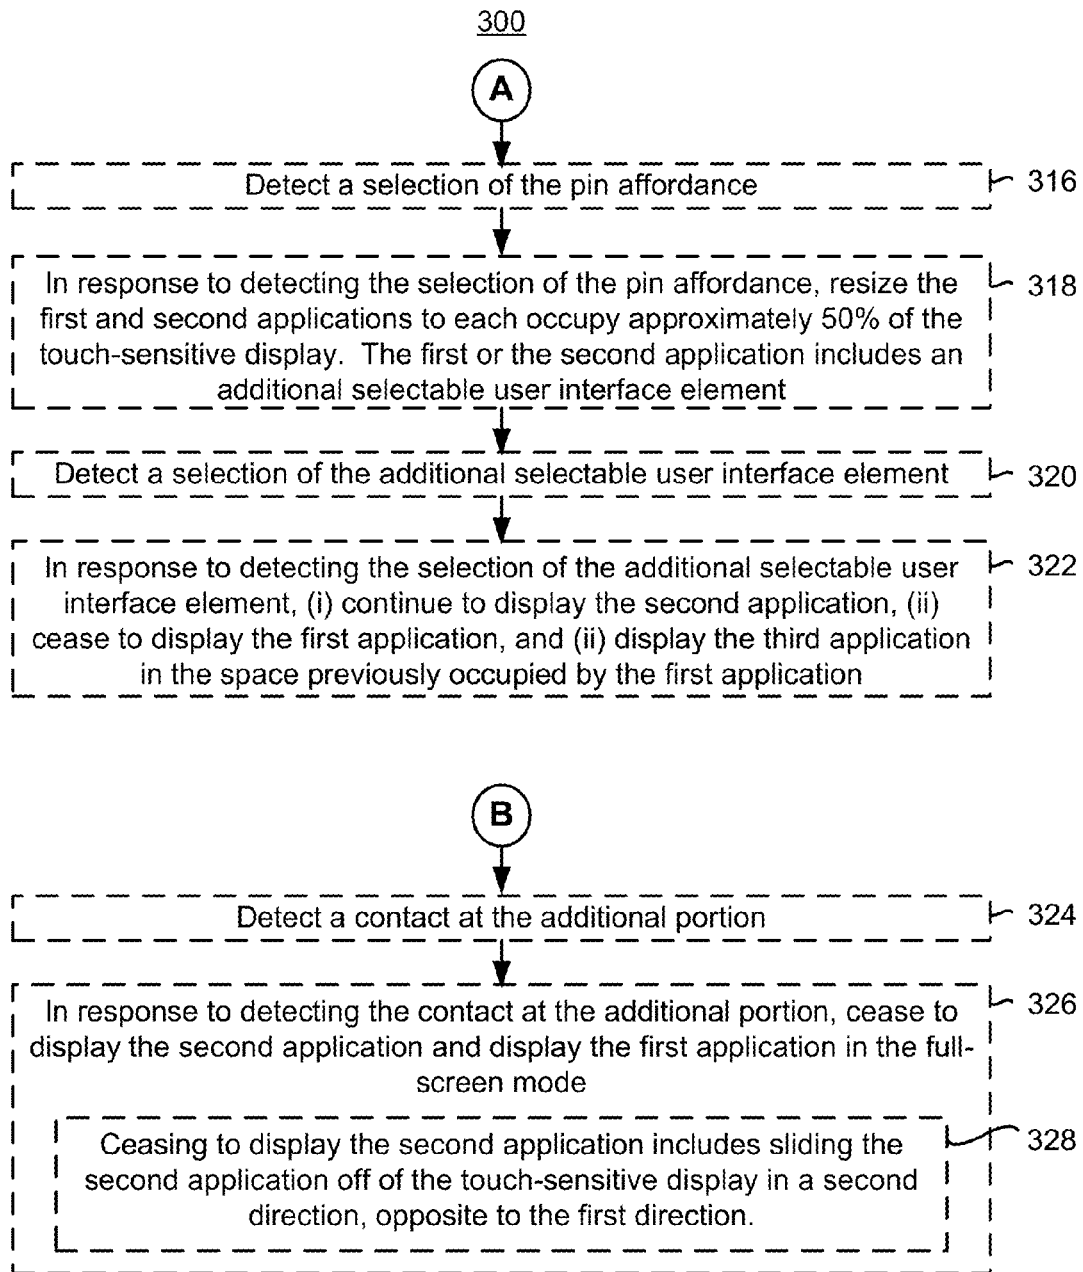 300
A
Detect a selection of the pin affordance
316
In response to detecting the selection of the pin affordance, resize the
first and second applications to each occupy approximately 50% of the
touch-sensitive display.  The first or the second application includes an
additional selectable user interface element
318
Detect a selection of the additional selectable user interface element
320
In response to detecting the selection of the additional selectable user
interface element, (i) continue to display the second application, (ii)
cease to display the first application, and (ii) display the third application
in the space previously occupied by the first application
322
B
Detect a contact at the additional portion
324
In response to detecting the contact at the additional portion, cease to
display the second application and display the first application in the full-
screen mode
326
Ceasing to display the second application includes sliding the
second application off of the touch-sensitive display in a second
direction, opposite to the first direction.
328